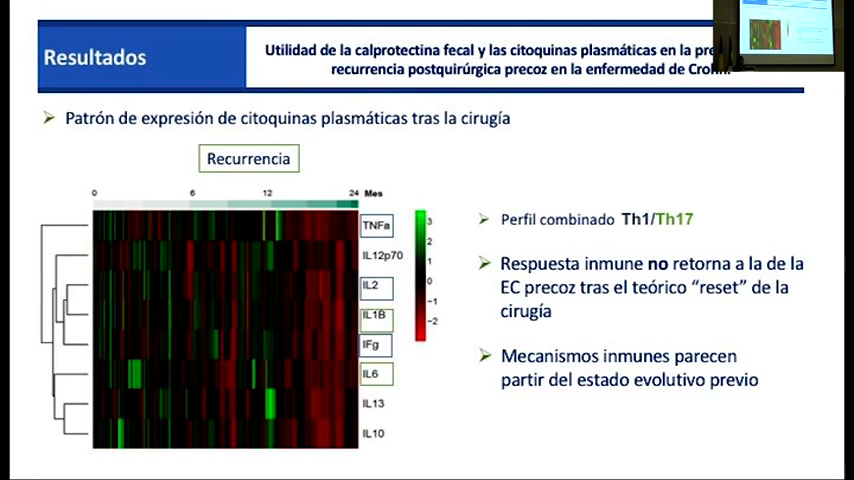 Resultados
Utilidad de la calprotectina fecal y las citoquinas plasmáticas en la
recurrencia postquirúrgica precoz en la enfermedad de
Patrón de expresión de citoquinas plasmáticas tras la cirugía
Recurrencia
0 6 12 24 Mes
TNFa
IL12p70
IL2
IL1B
IFg
IL6
IL13
IL10
3
2
1
0
−1
−2
Perfil combinado Th1/Th17
Respuesta inmune no retorna a la de la
EC precoz tras el teórico “reset” de la
cirugía
Mecanismos inmunes parecen
partir del estado evolutivo previo